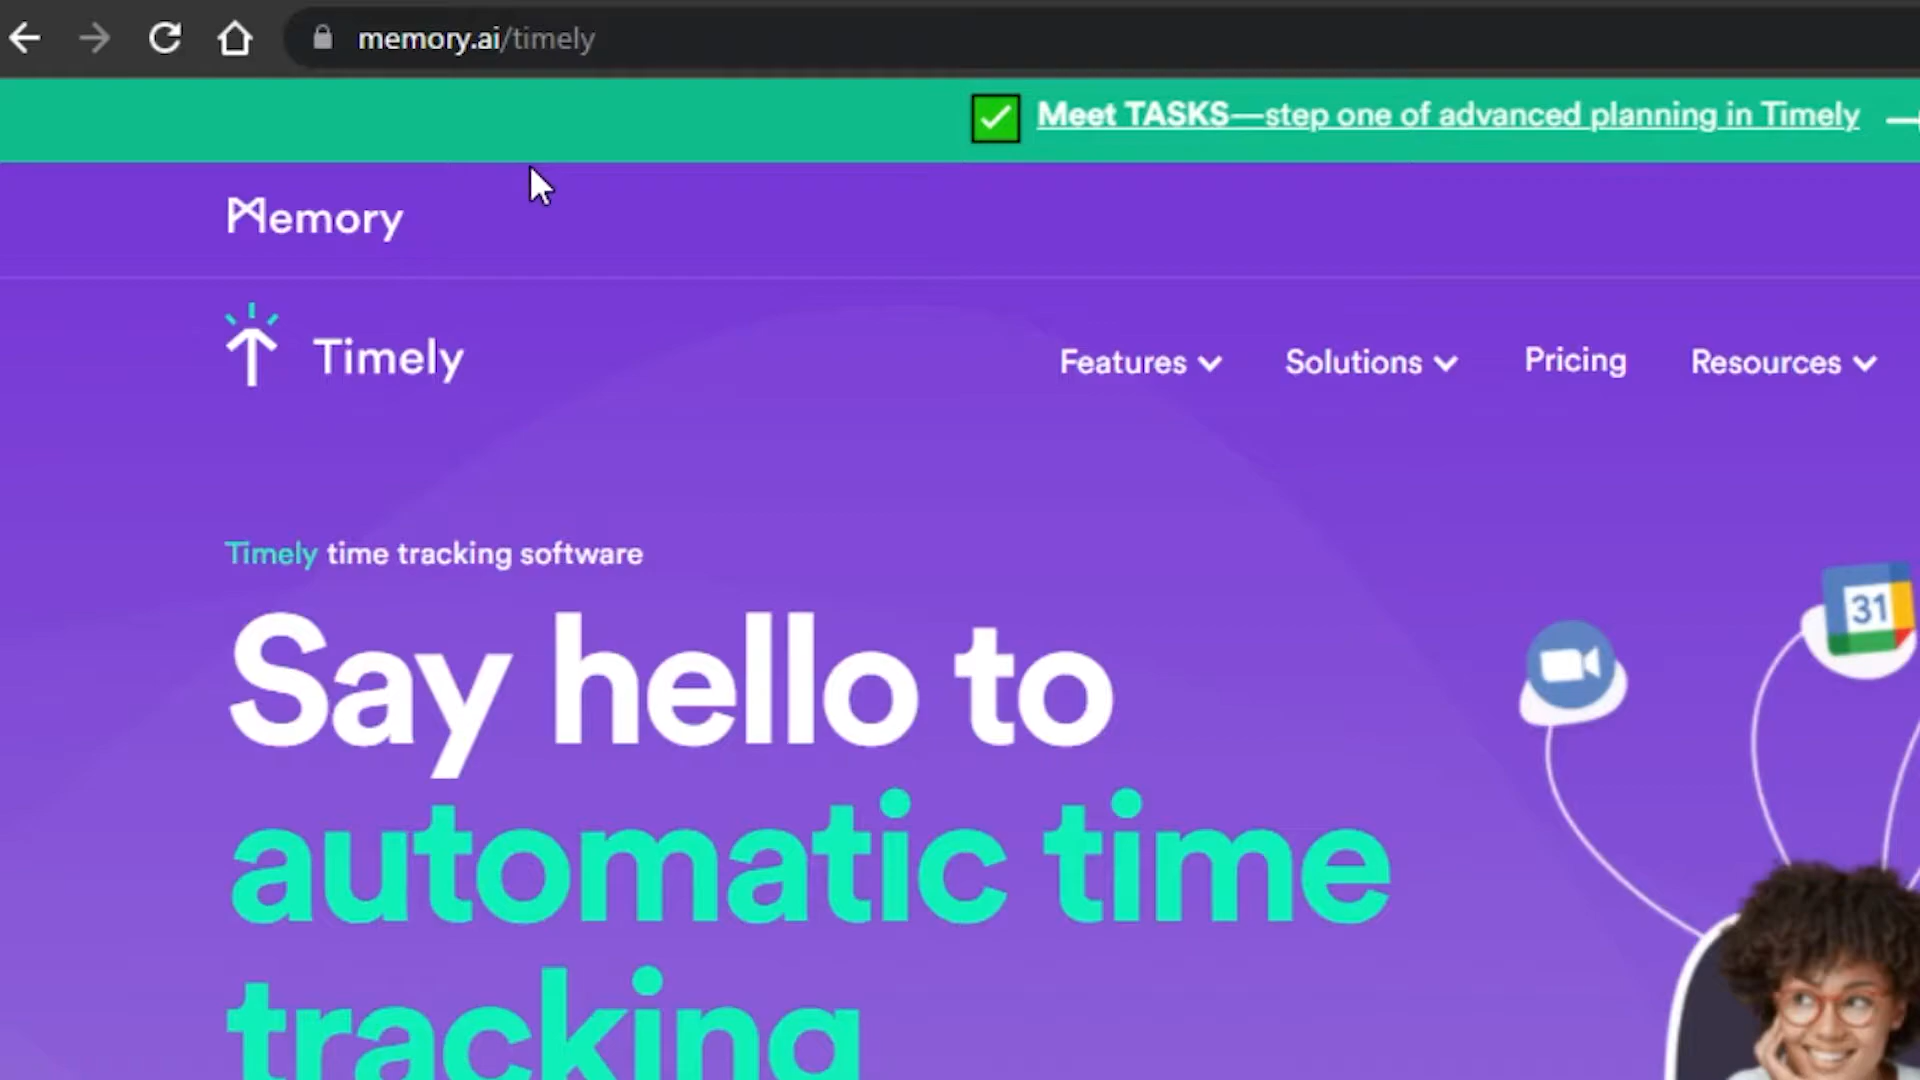 memory.ai/timely
Meet TASKS—step one of advanced planning in Timely
Memory
Timely
Features
Solutions
Pricing
Resources
Timely time tracking software
Say hello to
automatic time
tracking
31